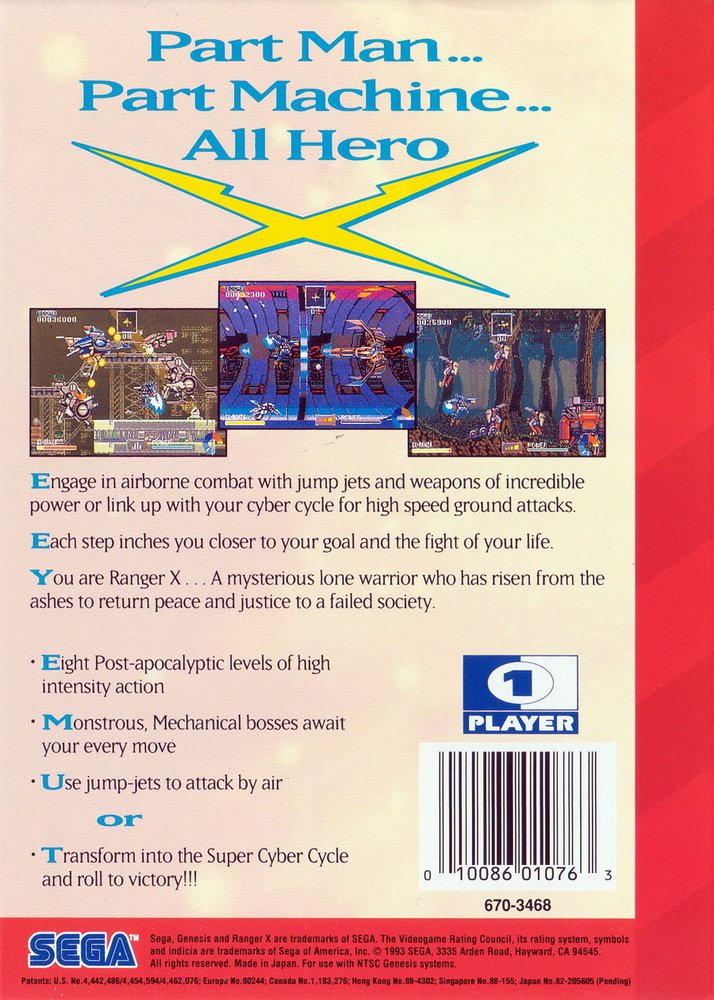 Part Man...
Part Machine...
All Hero
00036000
00032300
0025900
POWER
Engage in airborne combat with jump jets and weapons of incredible
power or link up with your cyber cycle for high speed ground attacks.
Each step inches you closer to your goal and the fight of your life.
You are Ranger X . . . A mysterious lone warrior who has risen from the
ashes to return peace and justice to a failed society.
· Eight Post-apocalyptic levels of high
intensity action
· Monstrous, Mechanical bosses await
your every move
· Use jump-jets to attack by air
or
· Transform into the Super Cyber Cycle
and roll to victory!!!
1
PLAYER
0 10086 01076 3
670-3468
SEGA™
Sega, Genesis and Ranger X are trademarks of SEGA. The Videogame Rating Council, its rating system, symbols
and indicia are trademarks of Sega of America, Inc. © 1993 SEGA, 3335 Arden Road, Hayward, CA 94545.
All rights reserved. Made in Japan. For use with NTSC Genesis systems.
Patents: U.S. No.4,442,486/4,454,594/4,462,076; Europe No.80244; Canada No.1,183,276; Hong Kong No.88-4302; Singapore No.88-155; Japan No.82-205605 (Pending)